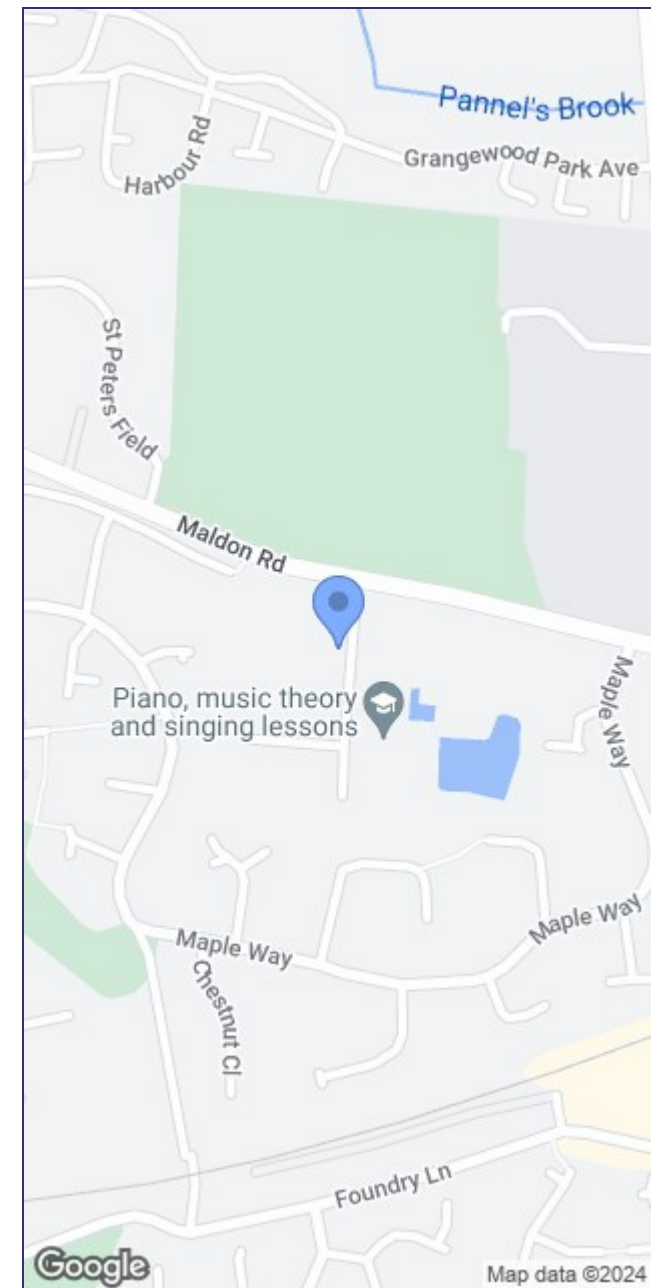 Pannel's Brook
Grangewood Park Ave
Harbour Rd
St Peters Field
Maldon Rd
Piano, music theory
and singing lessons
Maple Way
Maple Way
Maple Way
Chestnut Cl
Foundry Ln
Google
Map data ©2024